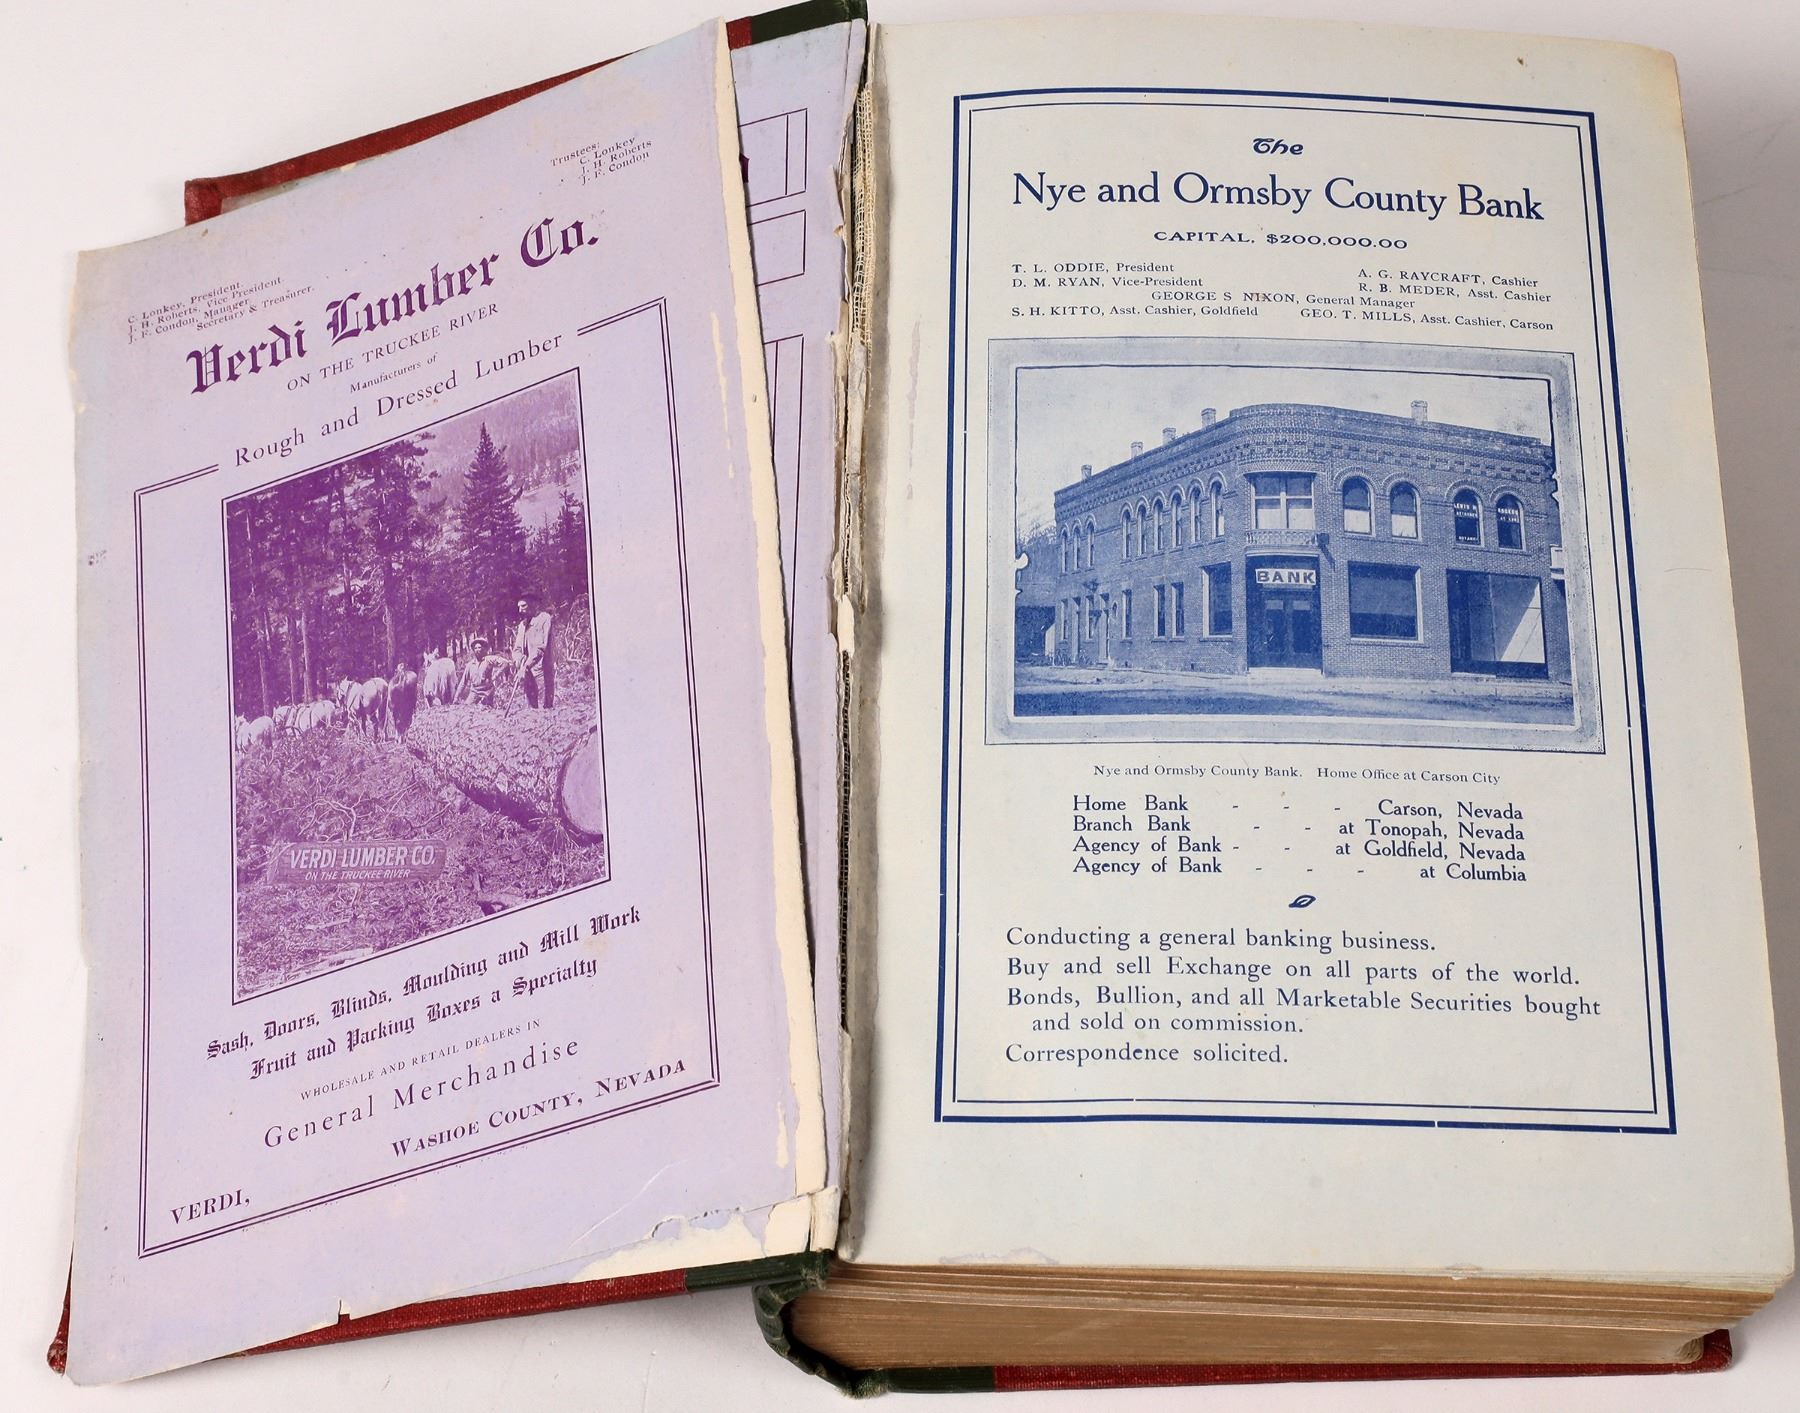 Trustees:
C. Lonkey
J. H. Roberts
J. F. Condon
C. Lonkey, President.
J. H. Roberts, Vice President.
J. F. Condon, Manager
Secretary & Treasurer.
Verdi Lumber Co.
ON THE TRUCKEE RIVER
Manufacturers of
Rough and Dressed Lumber
VERDI LUMBER CO.
ON THE TRUCKEE RIVER
Sash, Doors, Blinds, Moulding and Mill Work
Fruit and Packing Boxes a Specialty
WHOLESALE AND RETAIL DEALERS IN
General Merchandise
WASHOE COUNTY, NEVADA
VERDI,
The
Nye and Ormsby County Bank
CAPITAL. $200,000.00
T. L. ODDIE, President A. G. RAYCRAFT, Cashier
D. M. RYAN, Vice-President R. B. MEDER, Asst. Cashier
GEORGE S NIXON, General Manager
S. H. KITTO, Asst. Cashier, Goldfield GEO. T. MILLS, Asst. Cashier, Carson
BANK
Nye and Ormsby County Bank. Home Office at Carson City
Home Bank - - - Carson, Nevada
Branch Bank - - at Tonopah, Nevada
Agency of Bank - - at Goldfield, Nevada
Agency of Bank - - - at Columbia
Conducting a general banking business.
Buy and sell Exchange on all parts of the world.
Bonds, Bullion, and all Marketable Securities bought
and sold on commission.
Correspondence solicited.